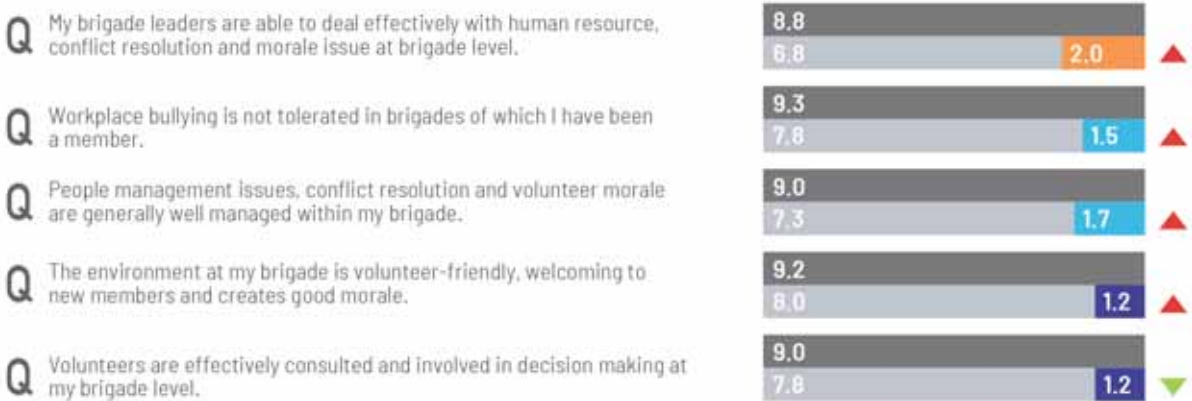 Q My brigade leaders are able to deal effectively with human resource,
conflict resolution and morale issue at brigade level.
8.8
6.8 2.0
Q Workplace bullying is not tolerated in brigades of which I have been
a member.
9.3
7.8 1.5
Q People management issues, conflict resolution and volunteer morale
are generally well managed within my brigade.
9.0
7.3 1.7
Q The environment at my brigade is volunteer-friendly, welcoming to
new members and creates good morale.
9.2
8.0 1.2
Q Volunteers are effectively consulted and involved in decision making at
my brigade level.
9.0
7.8 1.2